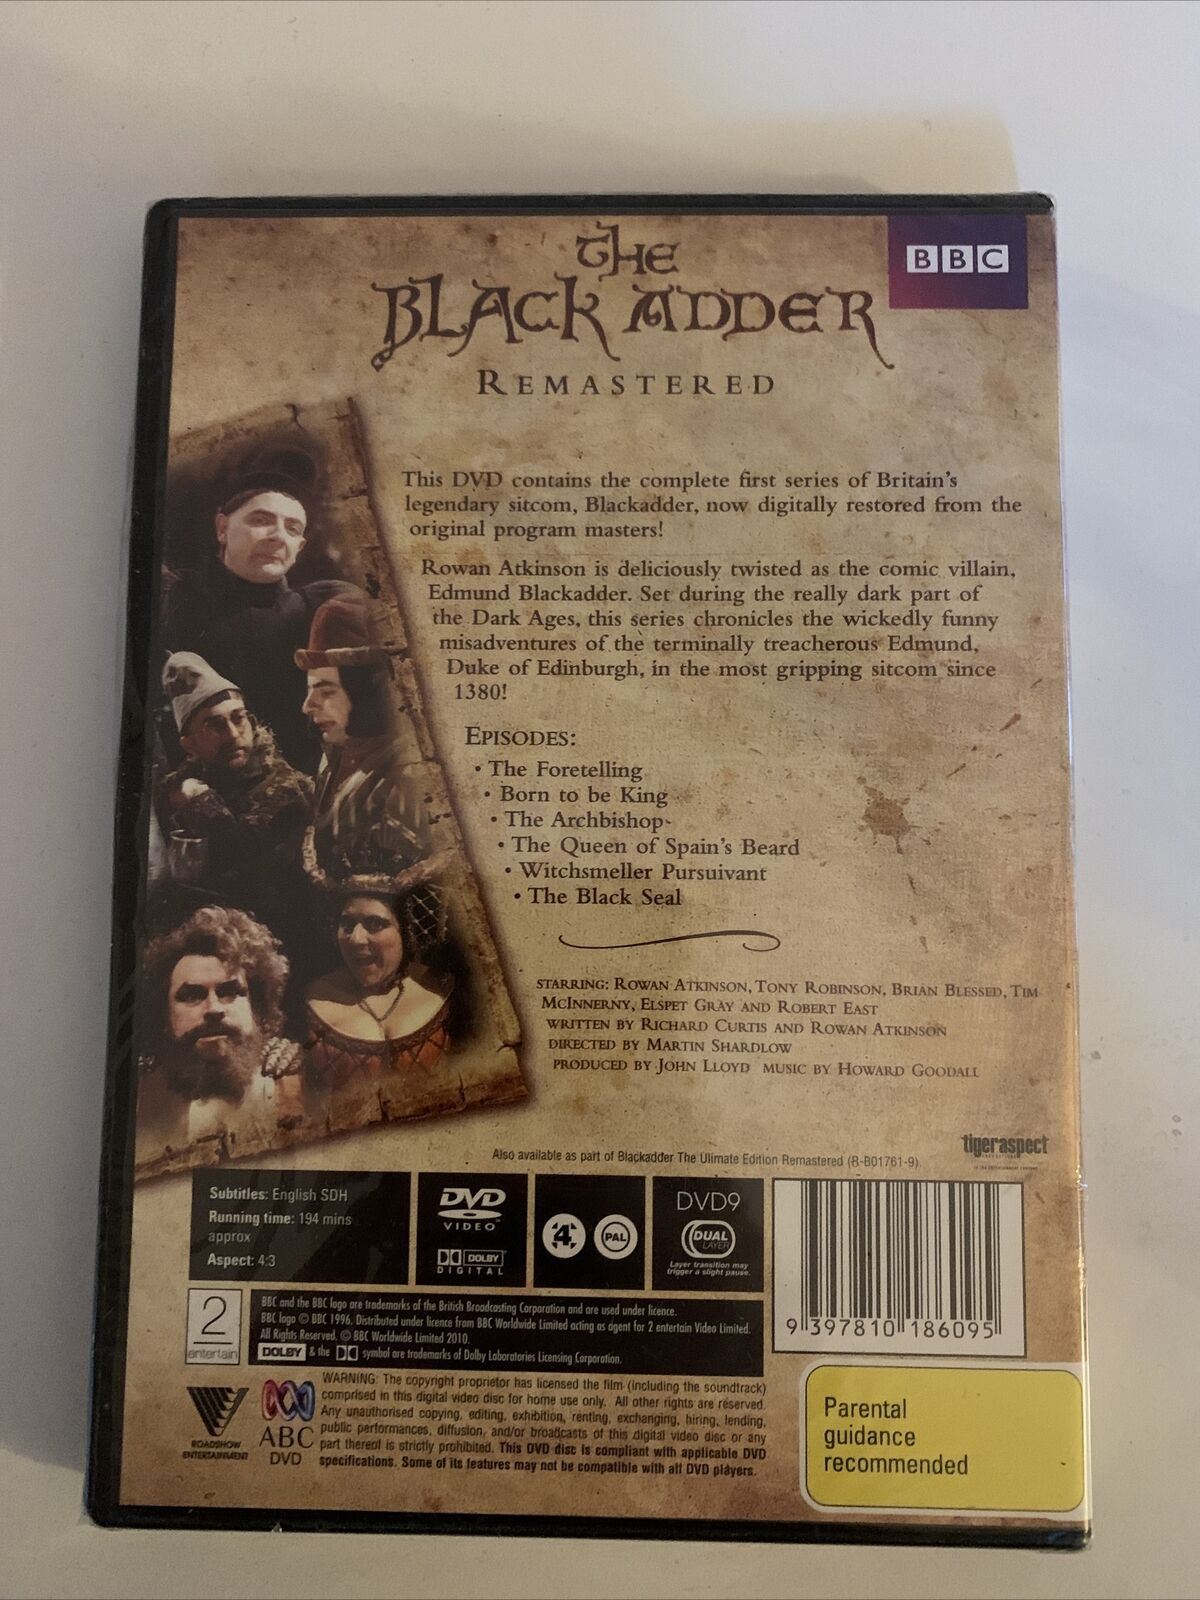 THE
BLACK ADDER
REMASTERED
BBC
This DVD contains the complete first series of Britain's
legendary sitcom, Blackadder, now digitally restored from the
original program masters!
Rowan Atkinson is deliciously twisted as the comic villain,
Edmund Blackadder. Set during the really dark part of
the Dark Ages, this series chronicles the wickedly funny
misadventures of the terminally treacherous Edmund,
Duke of Edinburgh, in the most gripping sitcom since
1380!
EPISODES:
• The Foretelling
• Born to be King
• The Archbishop
• The Queen of Spain's Beard
• Witchsmeller Pursuivant
• The Black Seal
STARRING: ROWAN ATKINSON, TONY ROBINSON, BRIAN BLESSED, TIM
MCINNERNY, ELSPET GRAY AND ROBERT EAST
WRITTEN BY RICHARD CURTIS AND ROWAN ATKINSON
DIRECTED BY MARTIN SHARDLOW
PRODUCED BY JOHN LLOYD MUSIC BY HOWARD GOODALL
tigeraspect
Also available as part of Blackadder The Ulimate Edition Remastered (R-B01761-9).
Subtitles: English SDH
Running time: 194 mins
approx
Aspect: 4:3
DVD
VIDEO
DOLBY
DIGITAL
4
PAL
DVD9
DUAL
LAYER
Layer transition may
trigger a slight pause.
9 397810 186095
2
entertain
BBC and the BBC logo are trademarks of the British Broadcasting Corporation and are used under licence.
BBC logo © BBC 1996. Distributed under licence from BBC Worldwide Limited acting as agent for 2 entertain Video Limited.
All Rights Reserved. © BBC Worldwide Limited 2010.
DOLBY & the symbol are trademarks of Dolby Laboratories Licensing Corporation.
ROADSHOW
ENTERTAINMENT
ABC
DVD
WARNING: The copyright proprietor has licensed the film (including the soundtrack)
comprised in this digital video disc for home use only. All other rights are reserved.
Any unauthorised copying, editing, exhibition, renting, exchanging, hiring, lending,
public performances, diffusion, and/or broadcasts of this digital video disc or any
part thereof is strictly prohibited. This DVD disc is compliant with applicable DVD
specifications. Some of its features may not be compatible with all DVD players.
Parental
guidance
recommended